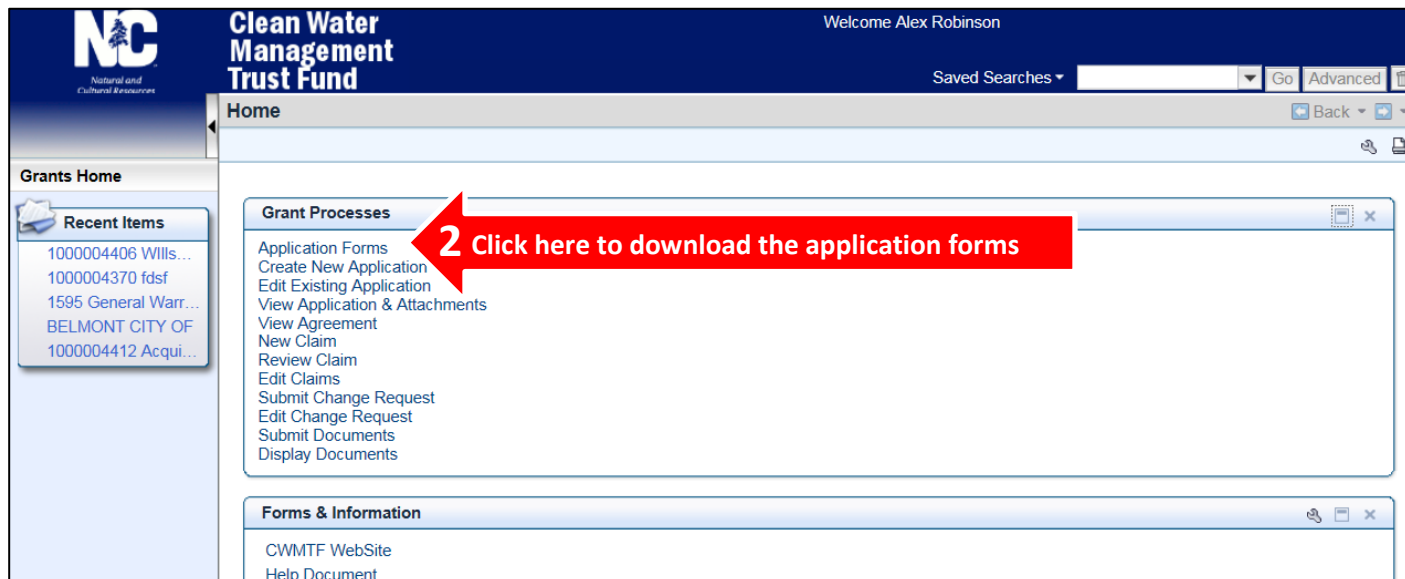 NC
Natural and
Cultural Resources
Clean Water
Management
Trust Fund
Welcome Alex Robinson
Saved Searches
Go
Advanced
Home
Back
Grants Home
Recent Items
1000004406 WIlls...
1000004370 fdsf
1595 General Warr...
BELMONT CITY OF
1000004412 Acqui...
Grant Processes
Application Forms
2 Click here to download the application forms
Create New Application
Edit Existing Application
View Application & Attachments
View Agreement
New Claim
Review Claim
Edit Claims
Submit Change Request
Edit Change Request
Submit Documents
Display Documents
Forms & Information
CWMTF WebSite
Help Document